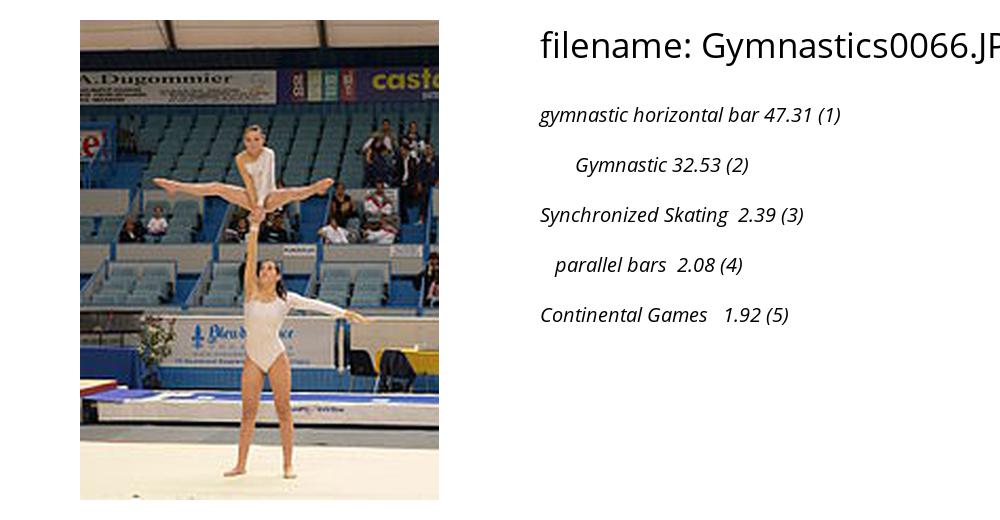 filename: Gymnastics0066.JP
A.Dugommier
casto
e
gymnastic horizontal bar 47.31 (1)
Gymnastic 32.53 (2)
Synchronized Skating 2.39 (3)
parallel bars 2.08 (4)
Continental Games 1.92 (5)